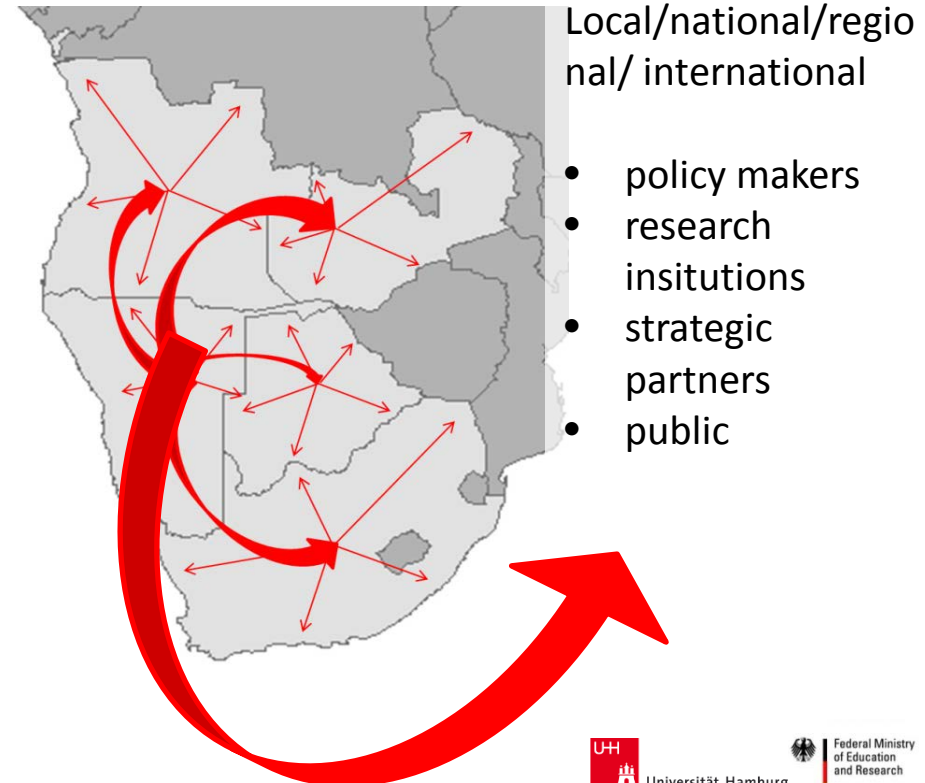 Local/national/regio
nal/ international
• policy makers
• research
insitutions
• strategic
partners
• public
UH
Universität Hamburg
Federal Ministry
of Education
and Research